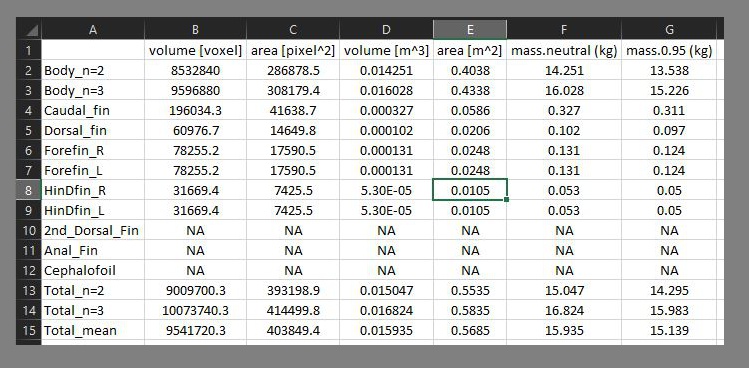 A B C D E F G
1 volume [voxel] area [pixel^2] volume [m^3] area [m^2] mass.neutral (kg) mass.0.95 (kg)
2 Body_n=2 8532840 286878.5 0.014251 0.4038 14.251 13.538
3 Body_n=3 9596880 308179.4 0.016028 0.4338 16.028 15.226
4 Caudal_fin 196034.3 41638.7 0.000327 0.0586 0.327 0.311
5 Dorsal_fin 60976.7 14649.8 0.000102 0.0206 0.102 0.097
6 Forefin_R 78255.2 17590.5 0.000131 0.0248 0.131 0.124
7 Forefin_L 78255.2 17590.5 0.000131 0.0248 0.131 0.124
8 HinDfin_R 31669.4 7425.5 5.30E-05 0.0105 0.053 0.05
9 HinDfin_L 31669.4 7425.5 5.30E-05 0.0105 0.053 0.05
10 2nd_Dorsal_Fin NA NA NA NA NA NA
11 Anal_Fin NA NA NA NA NA NA
12 Cephalofoil NA NA NA NA NA NA
13 Total_n=2 9009700.3 393198.9 0.015047 0.5535 15.047 14.295
14 Total_n=3 10073740.3 414499.8 0.016824 0.5835 16.824 15.983
15 Total_mean 9541720.3 403849.4 0.015935 0.5685 15.935 15.139